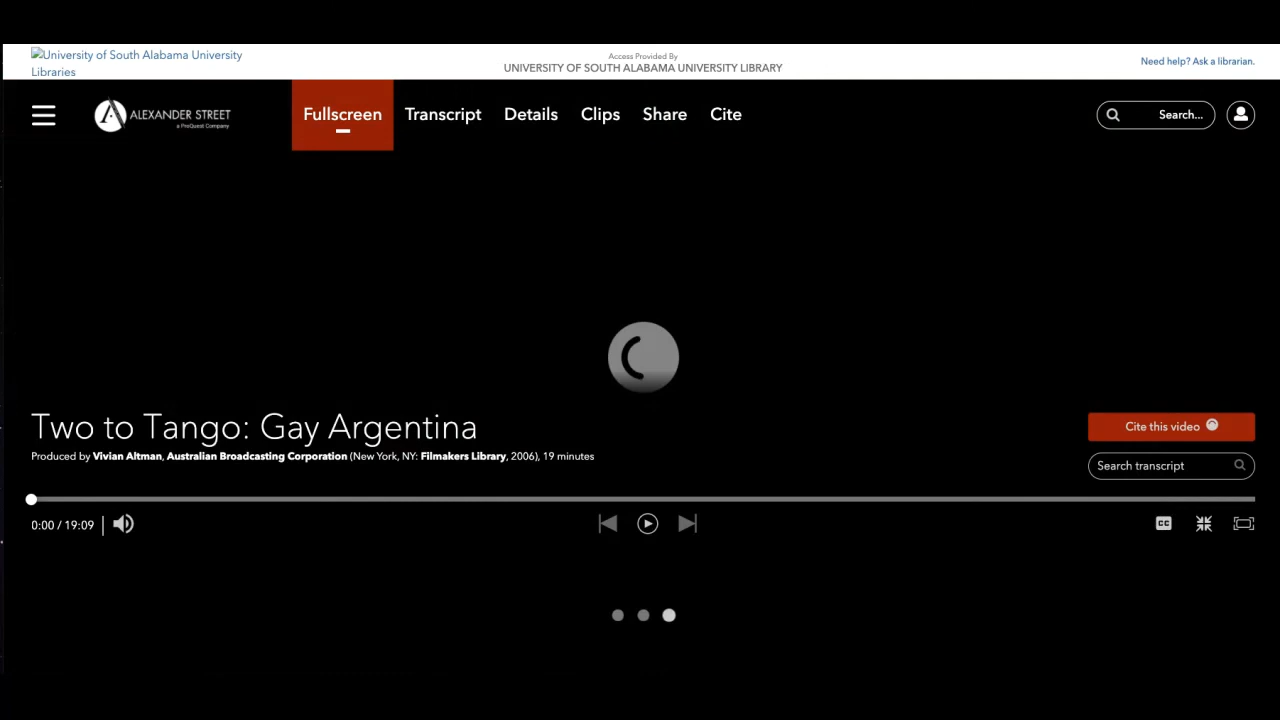 University of South Alabama University
Libraries
Access Provided By
UNIVERSITY OF SOUTH ALABAMA UNIVERSITY LIBRARY
Need help? Ask a librarian.
ALEXANDER STREET
a ProQuest Company
Fullscreen
Transcript
Details
Clips
Share
Cite
Search...
Two to Tango: Gay Argentina
Produced by Vivian Altman, Australian Broadcasting Corporation (New York, NY: Filmakers Library, 2006), 19 minutes
Cite this video
Search transcript
0:00 / 19:09
CC